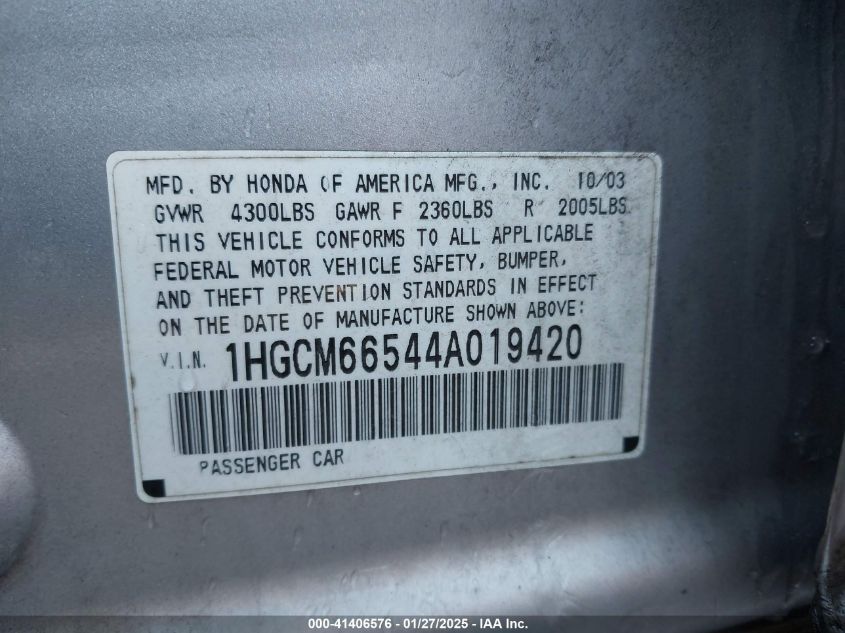 MFD. BY HONDA OF AMERICA MFG., INC. 10/03
GVWR 4300LBS GAWR F 2360LBS R 2005LBS
THIS VEHICLE CONFORMS TO ALL APPLICABLE
FEDERAL MOTOR VEHICLE SAFETY, BUMPER,
AND THEFT PREVENTION STANDARDS IN EFFECT
ON THE DATE OF MANUFACTURE SHOWN ABOVE:
V.I.N. 1HGCM66544A019420
PASSENGER CAR
000-41406576 - 01/27/2025 - IAA Inc.